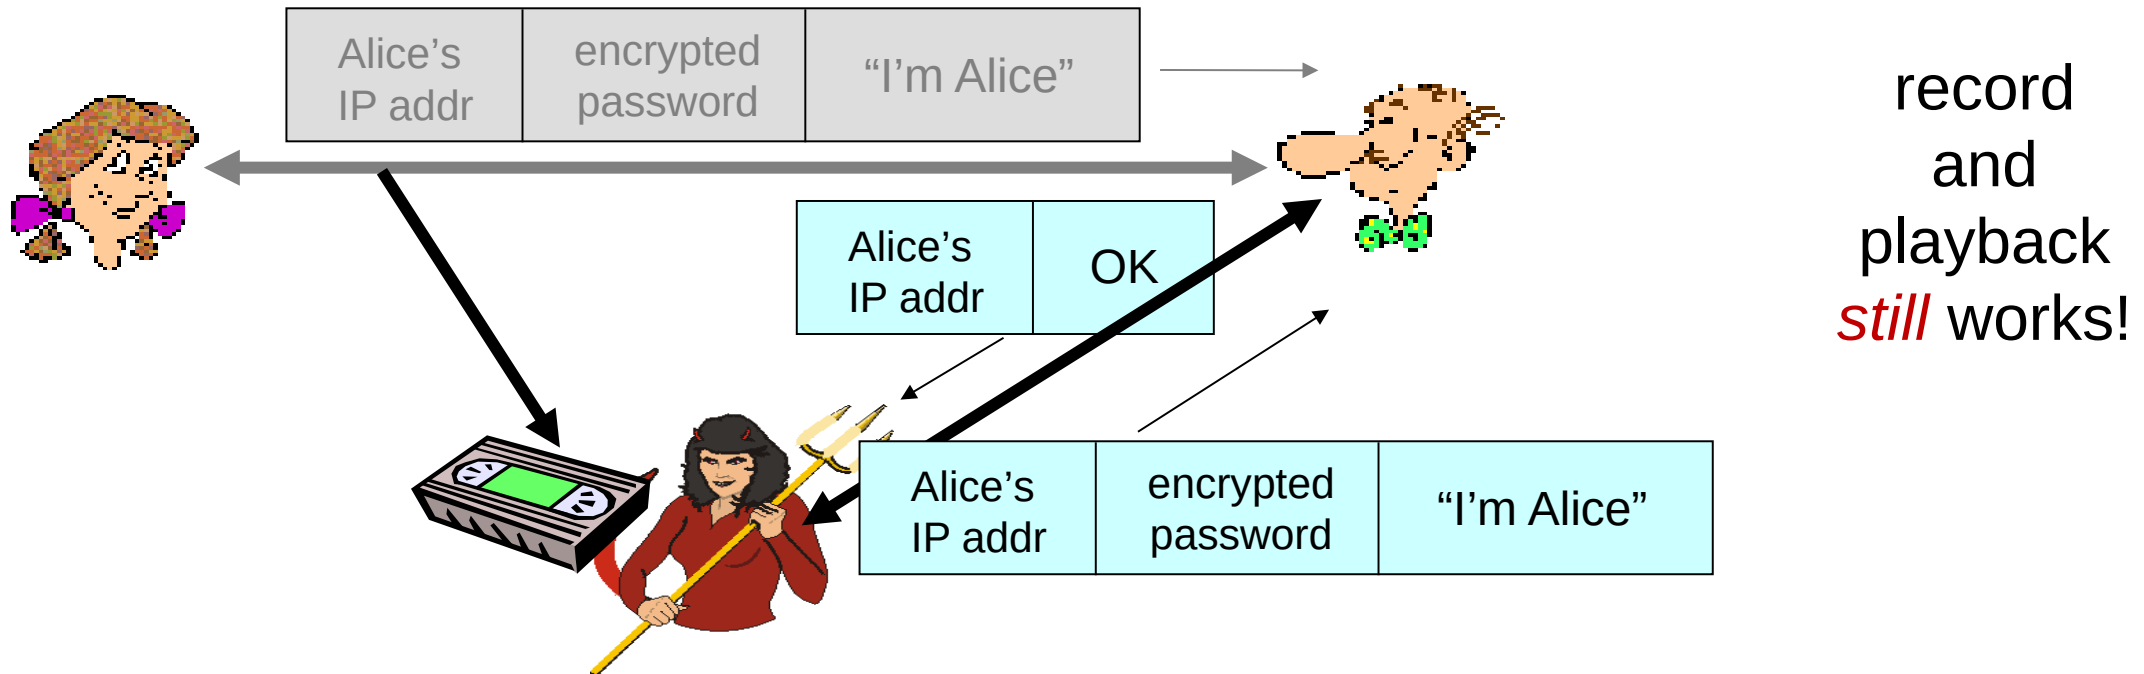 Alice’s
IP addr
encrypted
password
“I’m Alice”
record
and
playback
still works!
Alice’s
IP addr
OK
Alice’s
IP addr
encrypted
password
“I’m Alice”